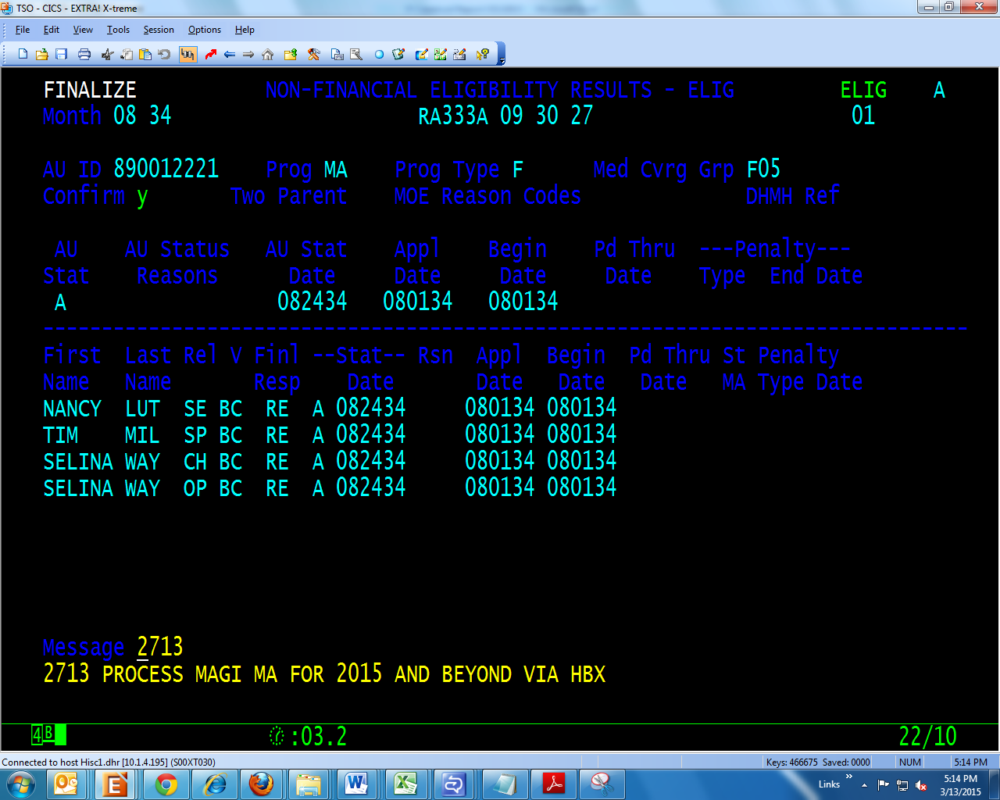 TSO - CICS - EXTRA! X-treme
File Edit View Tools Session Options Help
FINALIZE NON-FINANCIAL ELIGIBILITY RESULTS - ELIG ELIG A
Month 08 34 RA333A 09 30 27 01
AU ID 890012221 Prog MA Prog Type F Med Cvrg Grp F05
Confirm y Two Parent MOE Reason Codes DHMH Ref
AU AU Status AU Stat Appl Begin Pd Thru ---Penalty---
Stat Reasons Date Date Date Date Type End Date
A 082434 080134 080134
-------------------------------------------------------------------------------
First Last Rel V Finl --Stat-- Rsn Appl Begin Pd Thru St Penalty
Name Name Resp Date Date Date Date MA Type Date
NANCY LUT SE BC RE A 082434 080134 080134
TIM MIL SP BC RE A 082434 080134 080134
SELINA WAY CH BC RE A 082434 080134 080134
SELINA WAY OP BC RE A 082434 080134 080134
Message 2713
2713 PROCESS MAGI MA FOR 2015 AND BEYOND VIA HBX
4B :03.2 22/10
Connected to host Hisc1.dhr [10.1.4.195] (S00XT030) Keys: 466675 Saved: 0000 NUM 5:14 PM
Links » 5:14 PM
3/13/2015